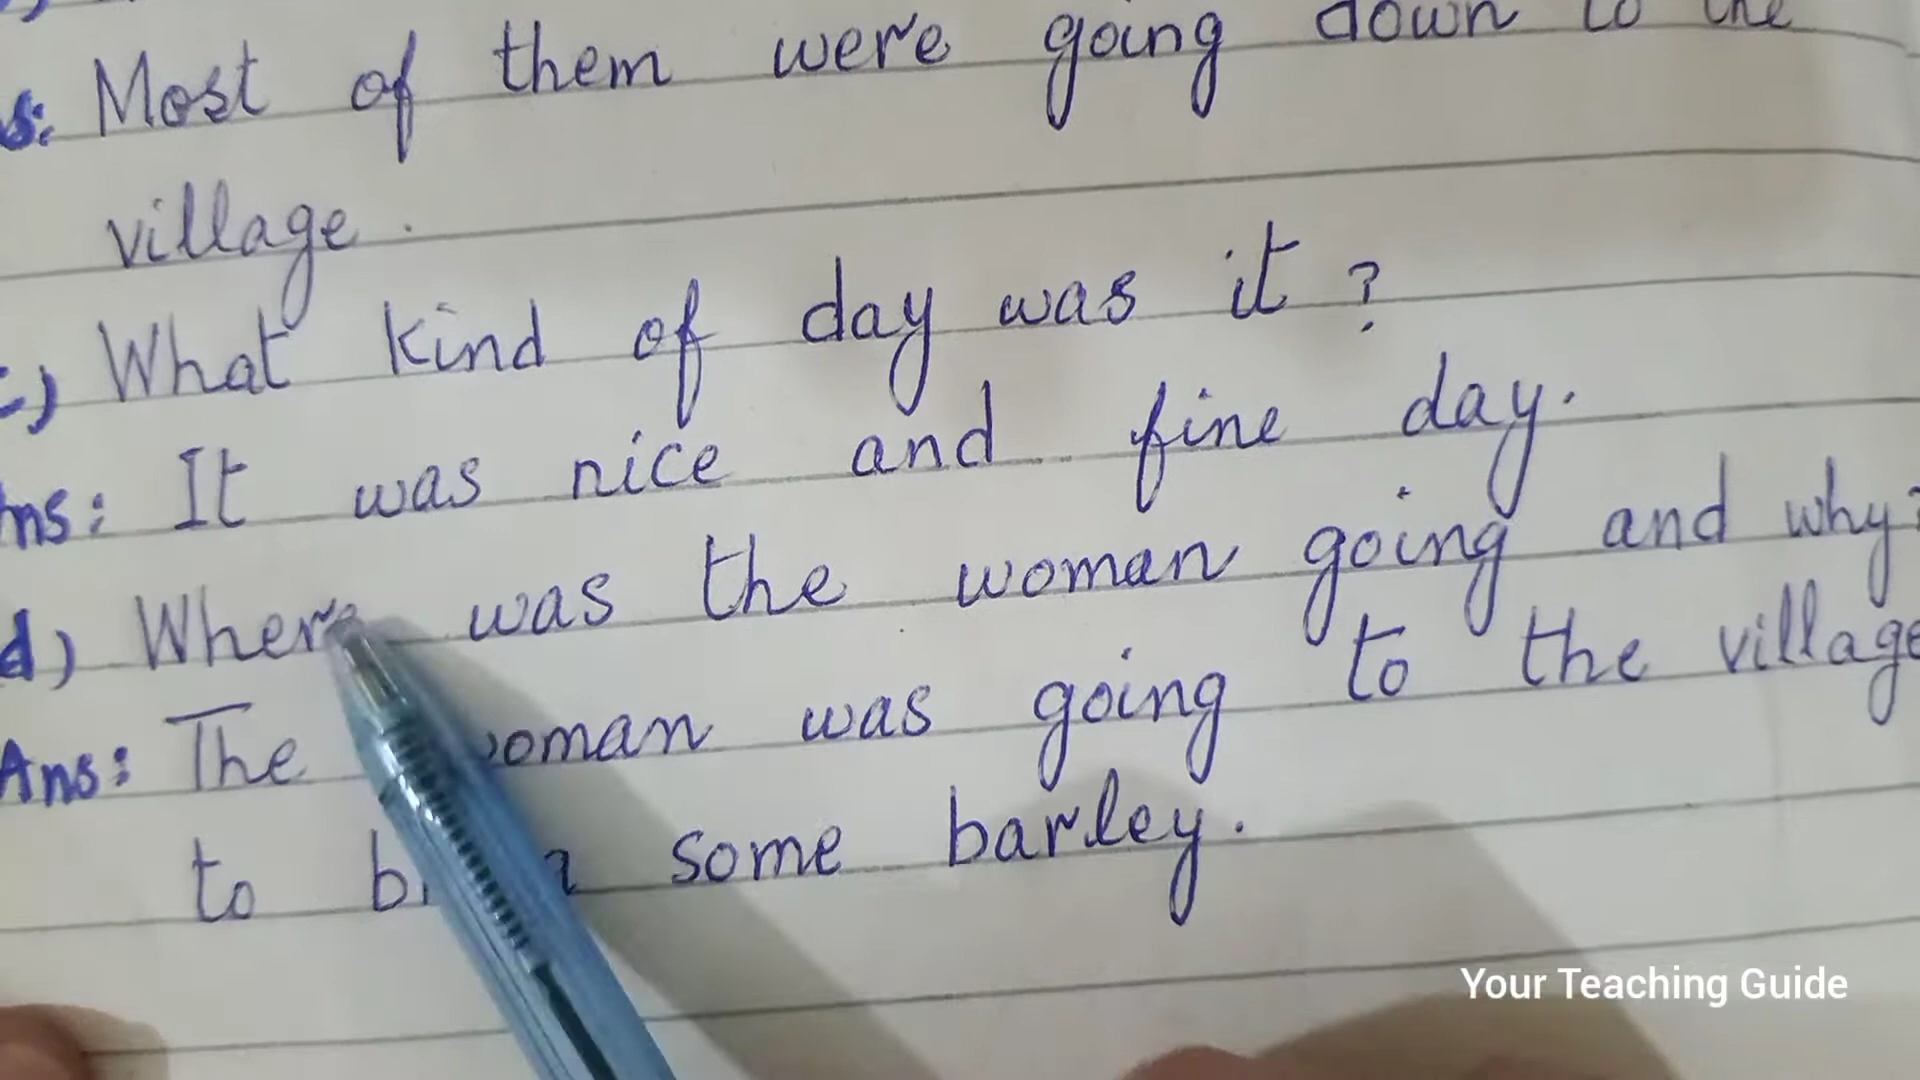 s: Most of them were going down to the
village.
c) What kind of day was it?
Ans: It was nice and fine day.
d) Where was the woman going and why?
Ans: The woman was going to the village
to some barley.
Your Teaching Guide